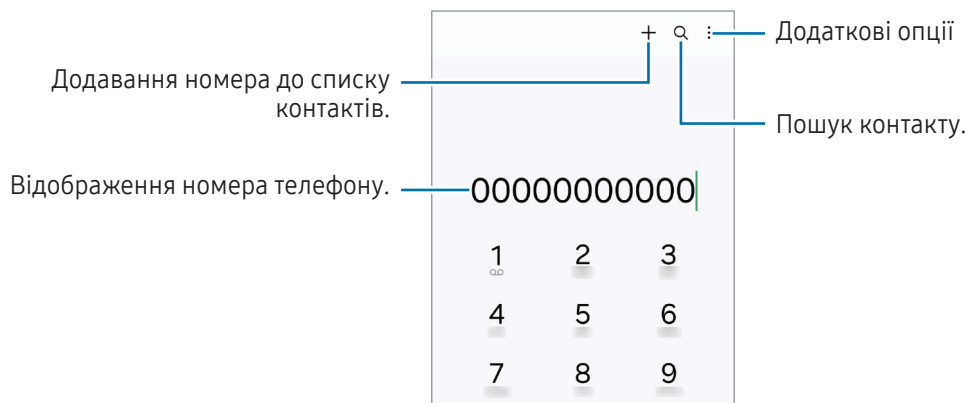 Додаткові опції
Додавання номера до списку
контактів.
Пошук контакту.
Відображення номера телефону.
00000000000
1 2 3
4 5 6
7 8 9